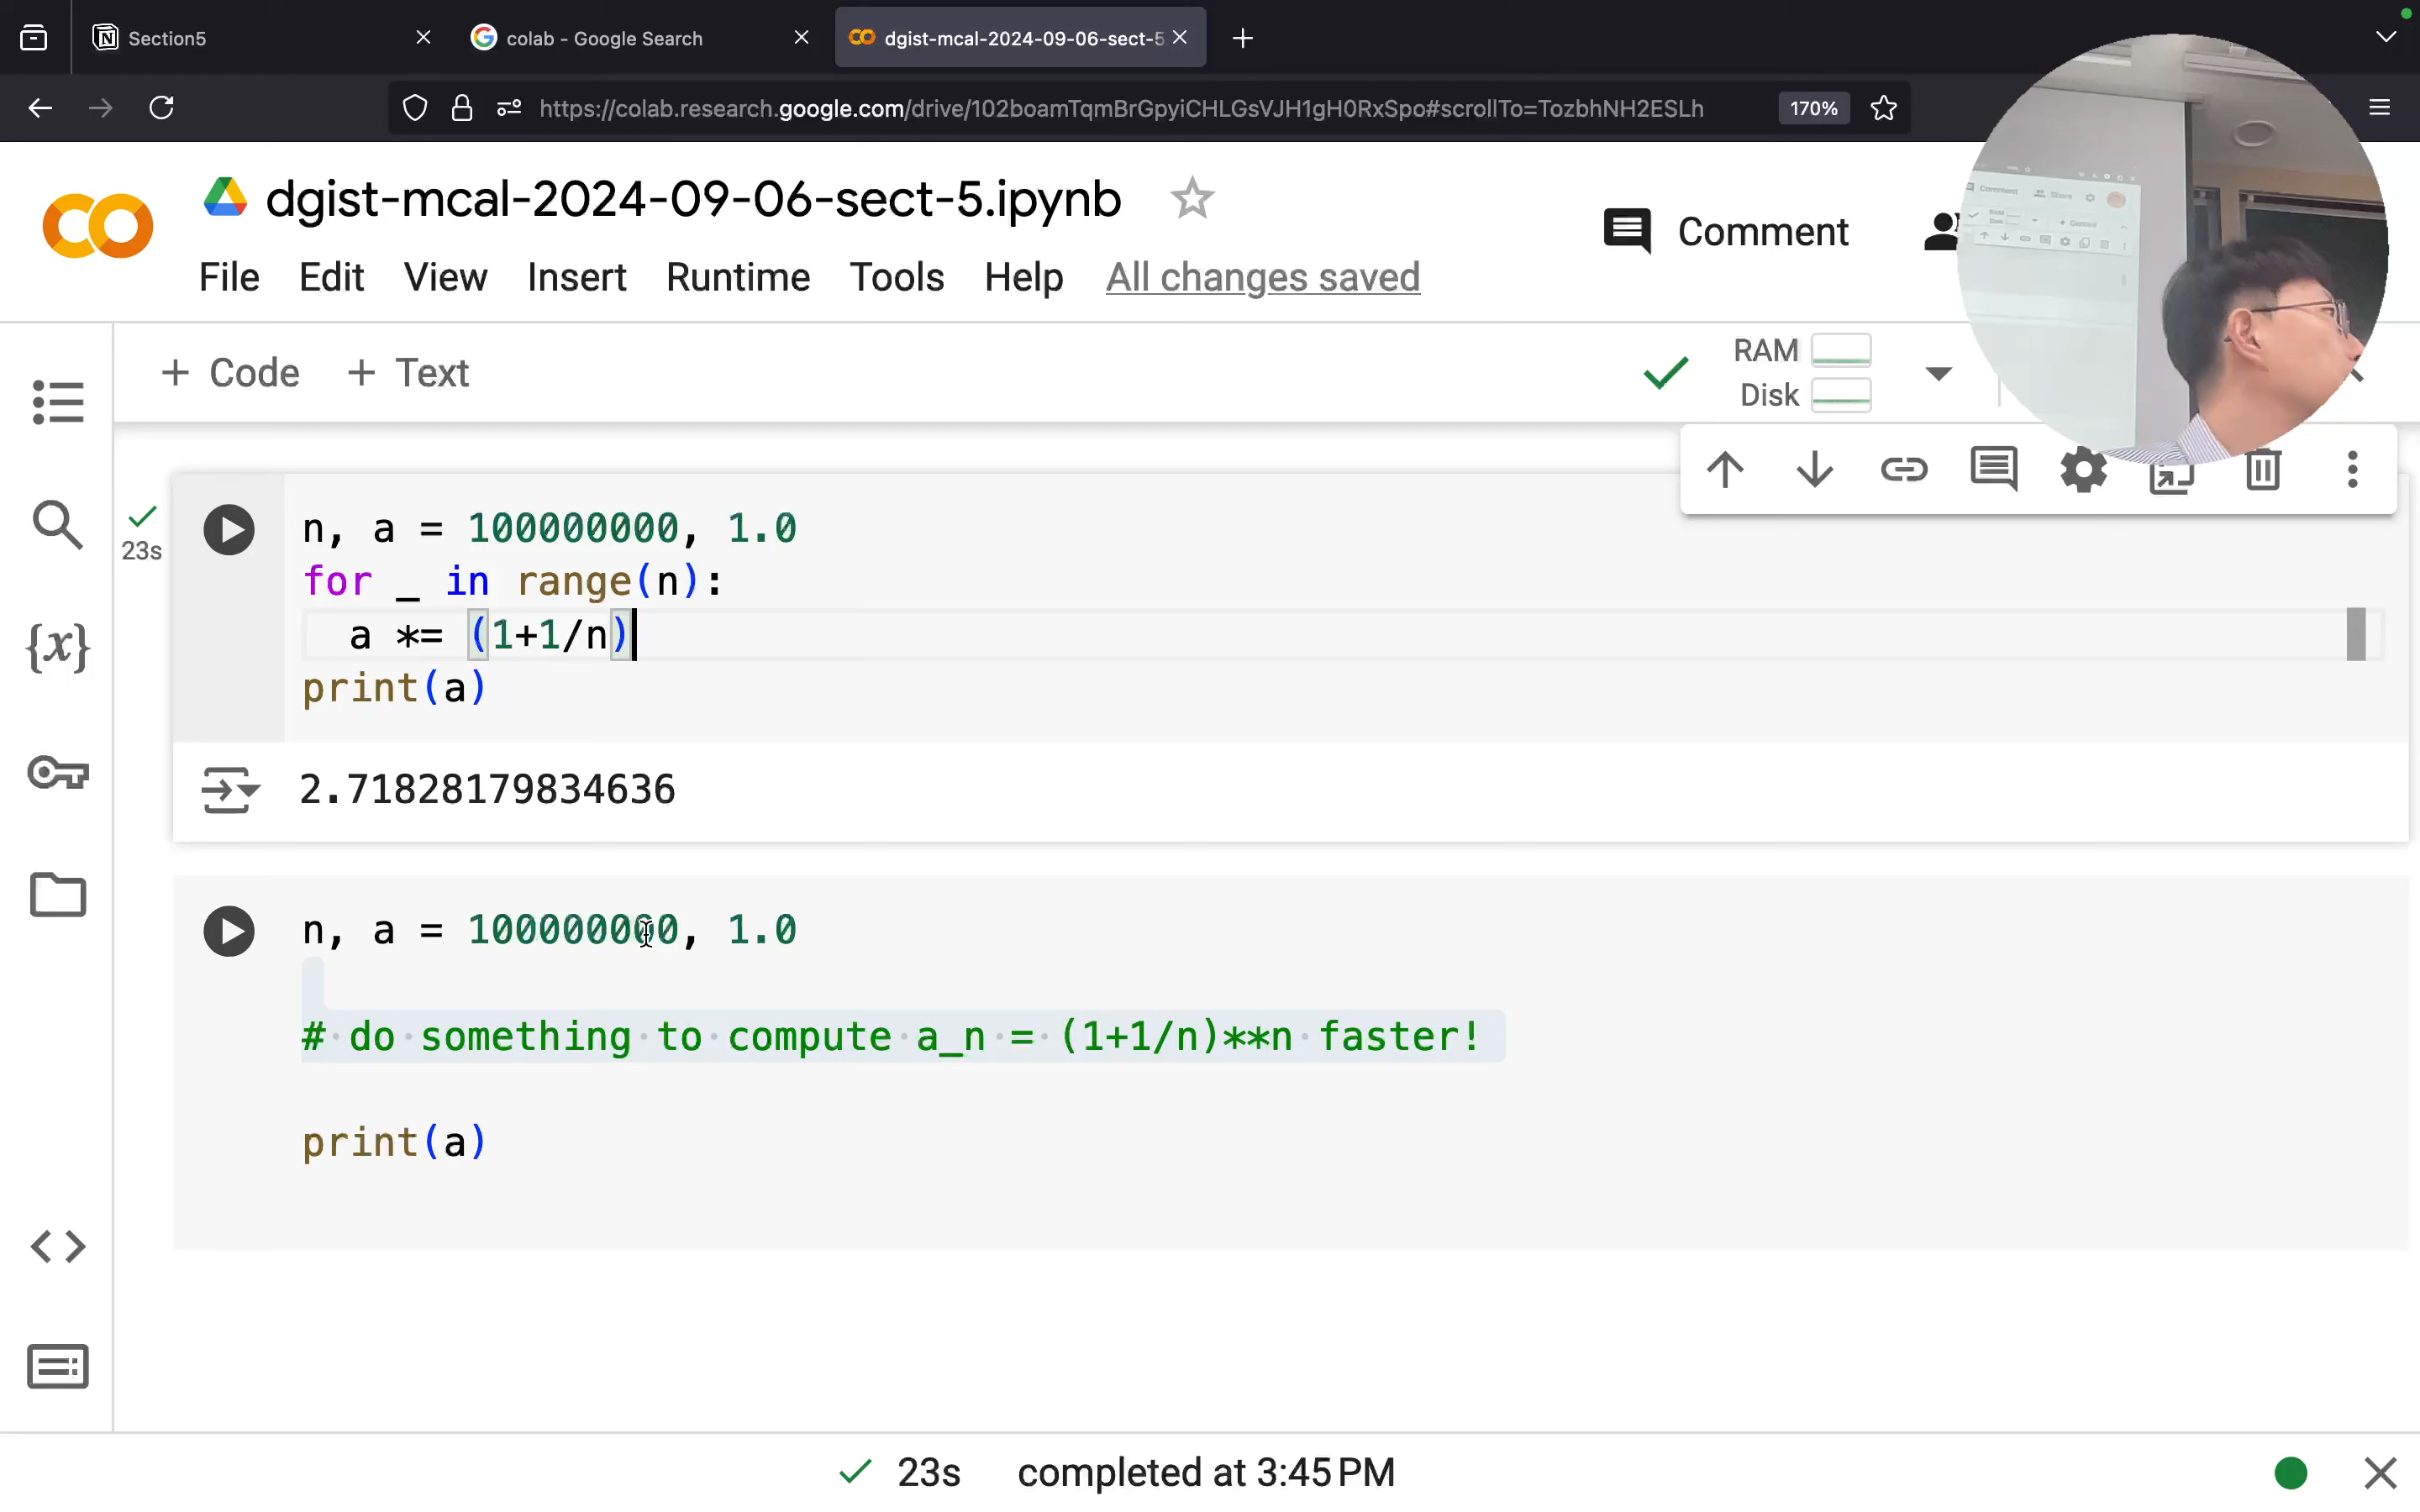 Section5
colab - Google Search
dgist-mcal-2024-09-06-sect-5
https://colab.research.google.com/drive/102boamTqmBrGpyiCHLGsVJH1gH0RxSpo#scrollTo=TozbhNH2ESLh
170%
dgist-mcal-2024-09-06-sect-5.ipynb
Comment
File Edit View Insert Runtime Tools Help All changes saved
+ Code + Text
RAM
Disk
23s
n, a = 100000000, 1.0
for _ in range(n):
  a *= (1+1/n)
print(a)
2.71828179834636
n, a = 100000000, 1.0
# do something to compute a_n = (1+1/n)**n faster!
print(a)
23s completed at 3:45 PM
Comment
Share